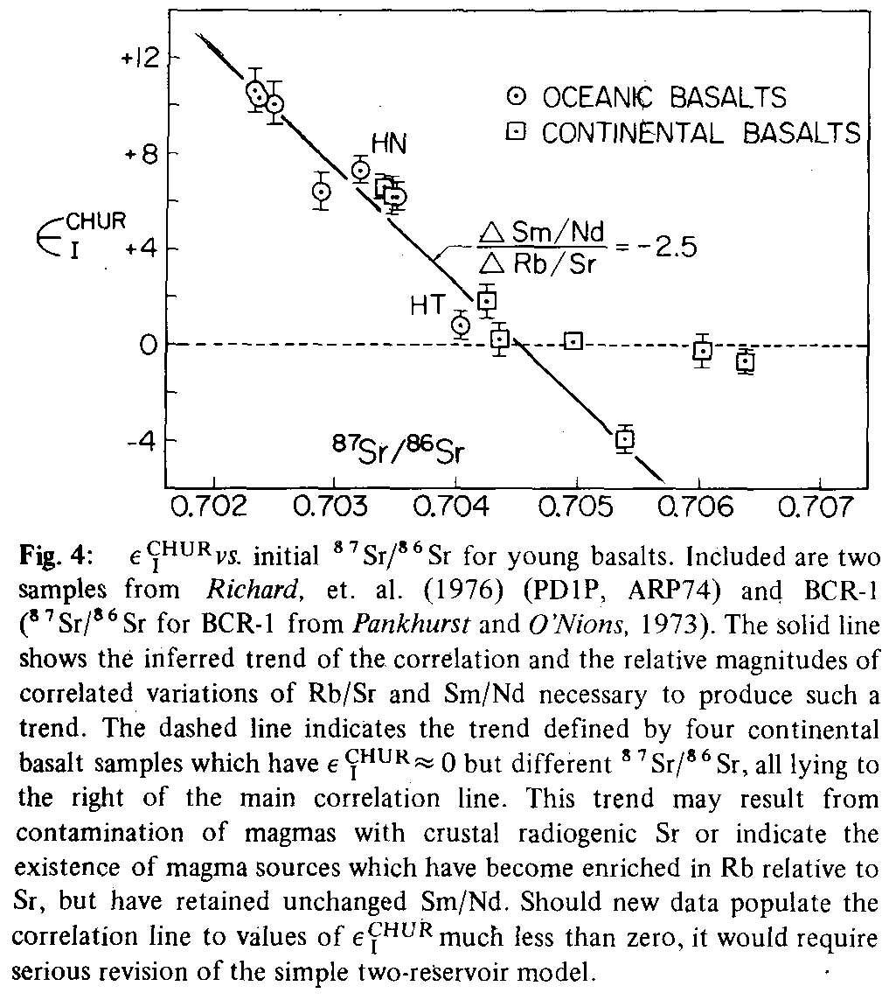 +12
+8
+4
0
-4
ϵ CHUR I
⊙ OCEANIC BASALTS
⊡ CONTINENTAL BASALTS
HN
△ Sm/Nd
△ Rb/Sr
= -2.5
HT
⁸⁷Sr/⁸⁶Sr
0.702 0.703 0.704 0.705 0.706 0.707
Fig. 4: ϵ CHUR I vs. initial ⁸⁷Sr/⁸⁶Sr for young basalts. Included are two
samples from Richard, et. al. (1976) (PD1P, ARP74) and BCR-1
(⁸⁷Sr/⁸⁶Sr for BCR-1 from Pankhurst and O'Nions, 1973). The solid line
shows the inferred trend of the correlation and the relative magnitudes of
correlated variations of Rb/Sr and Sm/Nd necessary to produce such a
trend. The dashed line indicates the trend defined by four continental
basalt samples which have ϵ CHUR I ≈ 0 but different ⁸⁷Sr/⁸⁶Sr, all lying to
the right of the main correlation line. This trend may result from
contamination of magmas with crustal radiogenic Sr or indicate the
existence of magma sources which have become enriched in Rb relative to
Sr, but have retained unchanged Sm/Nd. Should new data populate the
correlation line to values of ϵ CHUR I much less than zero, it would require
serious revision of the simple two-reservoir model.